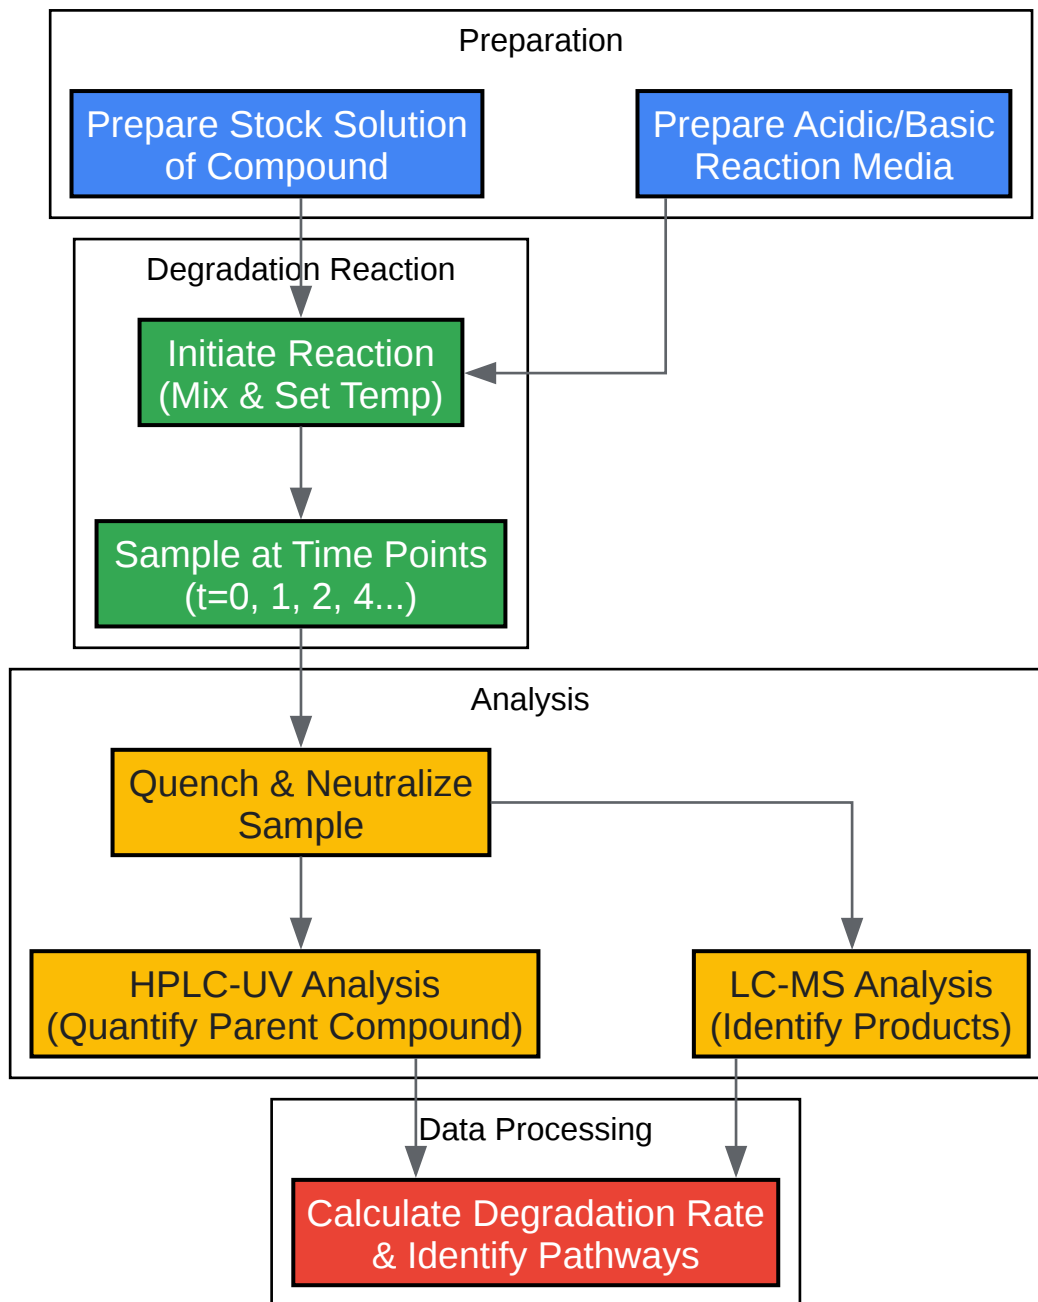 Preparation
Prepare Stock Solution
of Compound
Prepare Acidic/Basic
Reaction Media
Degradation Reaction
Initiate Reaction
(Mix & Set Temp)
Sample at Time Points
(t=0, 1, 2, 4...)
Analysis
Quench & Neutralize
Sample
HPLC-UV Analysis
(Quantify Parent Compound)
LC-MS Analysis
(Identify Products)
Data Processing
Calculate Degradation Rate
& Identify Pathways